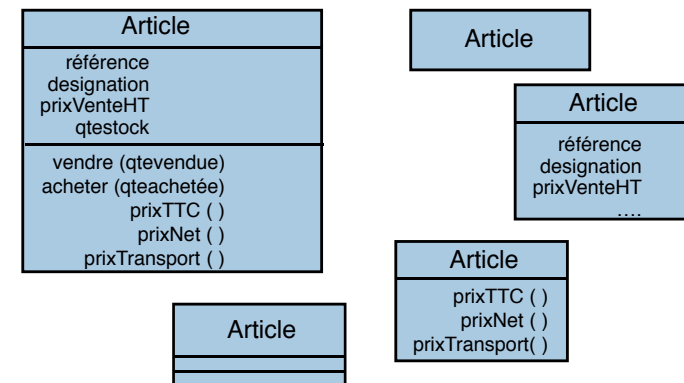 Article
référence
designation
prixVenteHT
qtestock
vendre (qtevendue)
acheter (qteachetée)
prixTTC ( )
prixNet ( )
prixTransport ( )
Article
Article
référence
designation
prixVenteHT
....
Article
prixTTC ( )
prixNet ( )
prixTransport( )
Article